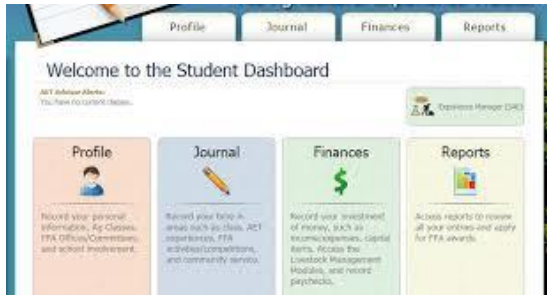 Profile
Journal
Finances
Reports
Welcome to the Student Dashboard
AET Advisor Alerts:
You have no current classes.
Experience Manager (SAE)
Profile
Record your personal
information, Ag Classes,
FFA Offices/Committees,
and school involvement.
Journal
Record your time in
areas such as class, AET
experiences, FFA
activities/competitions,
and community service.
Finances
$
Record your investment
of money, such as
income/expenses, capital
items. Access the
Livestock Management
Modules, and record
paychecks.
Reports
Access reports to review
all your entries and apply
for FFA awards.